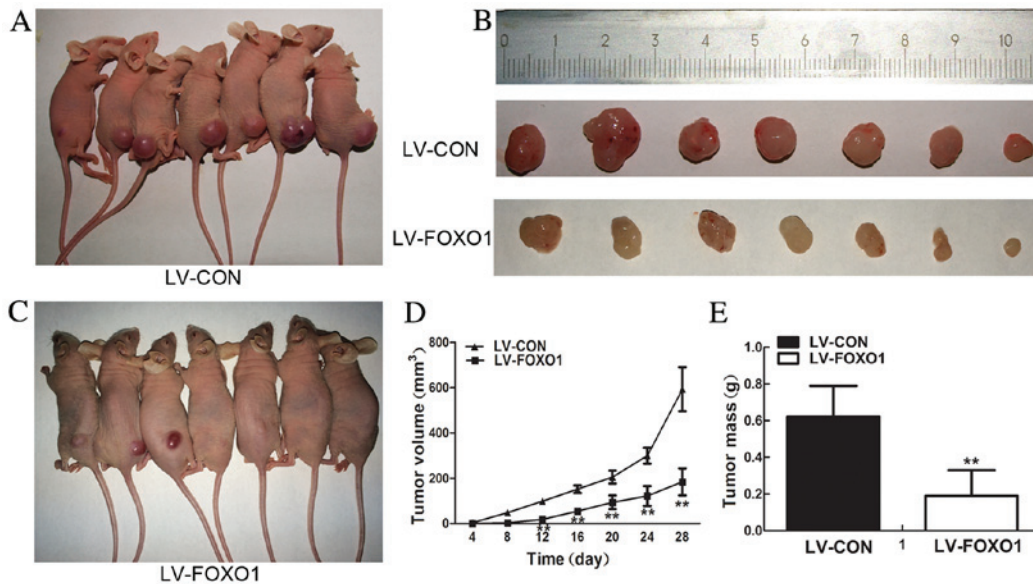 A
LV-CON
B
0 1 2 3 4 5 6 7 8 9 10
LV-CON
LV-FOXO1
C
LV-FOXO1
D
LV-CON
LV-FOXO1
Tumor volume (mm³)
800
600
400
200
0
** ** ** ** **
4 8 12 16 20 24 28
Time (day)
E
LV-CON
LV-FOXO1
Tumor mass (g)
1.0
0.8
0.6
0.4
0.2
0.0
**
LV-CON 1 LV-FOXO1